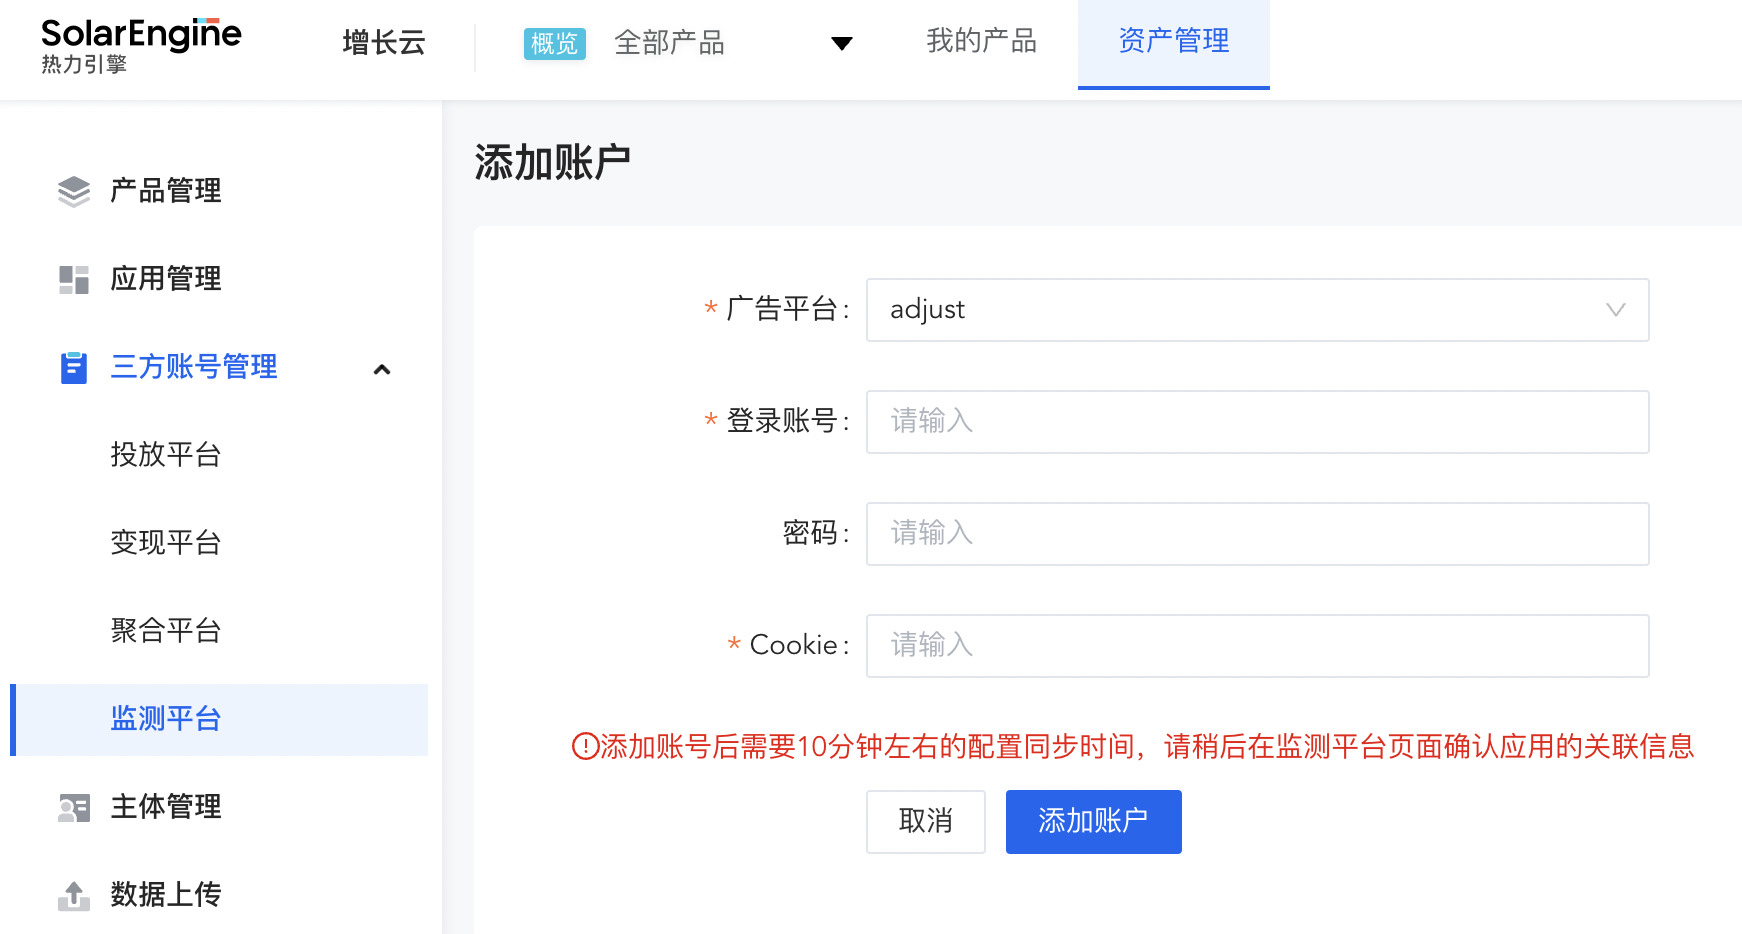 SolarEngine
热力引擎
增长云
概览 全部产品
我的产品
资产管理
产品管理
应用管理
三方账号管理
投放平台
变现平台
聚合平台
监测平台
主体管理
数据上传
添加账户
* 广告平台: adjust
* 登录账号: 请输入
密码: 请输入
* Cookie: 请输入
添加账号后需要10分钟左右的配置同步时间，请稍后在监测平台页面确认应用的关联信息
取消 添加账户